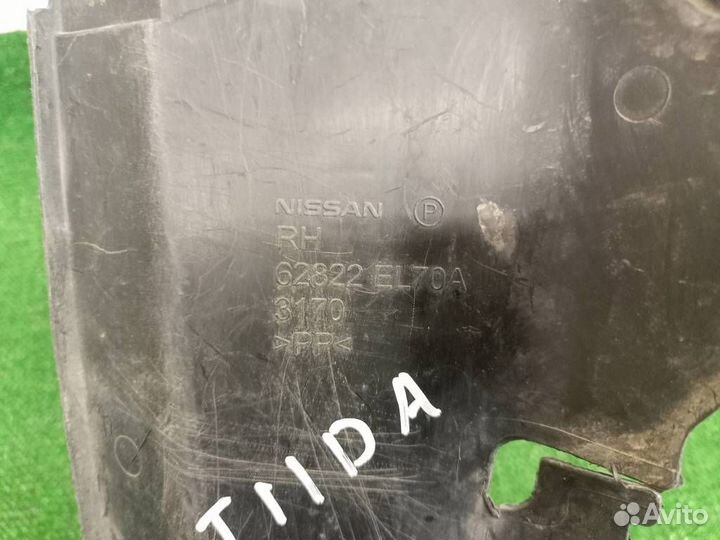 NISSAN Ⓟ
RH
62822 EL70A
3170
>PP<
TIIDA
Avito